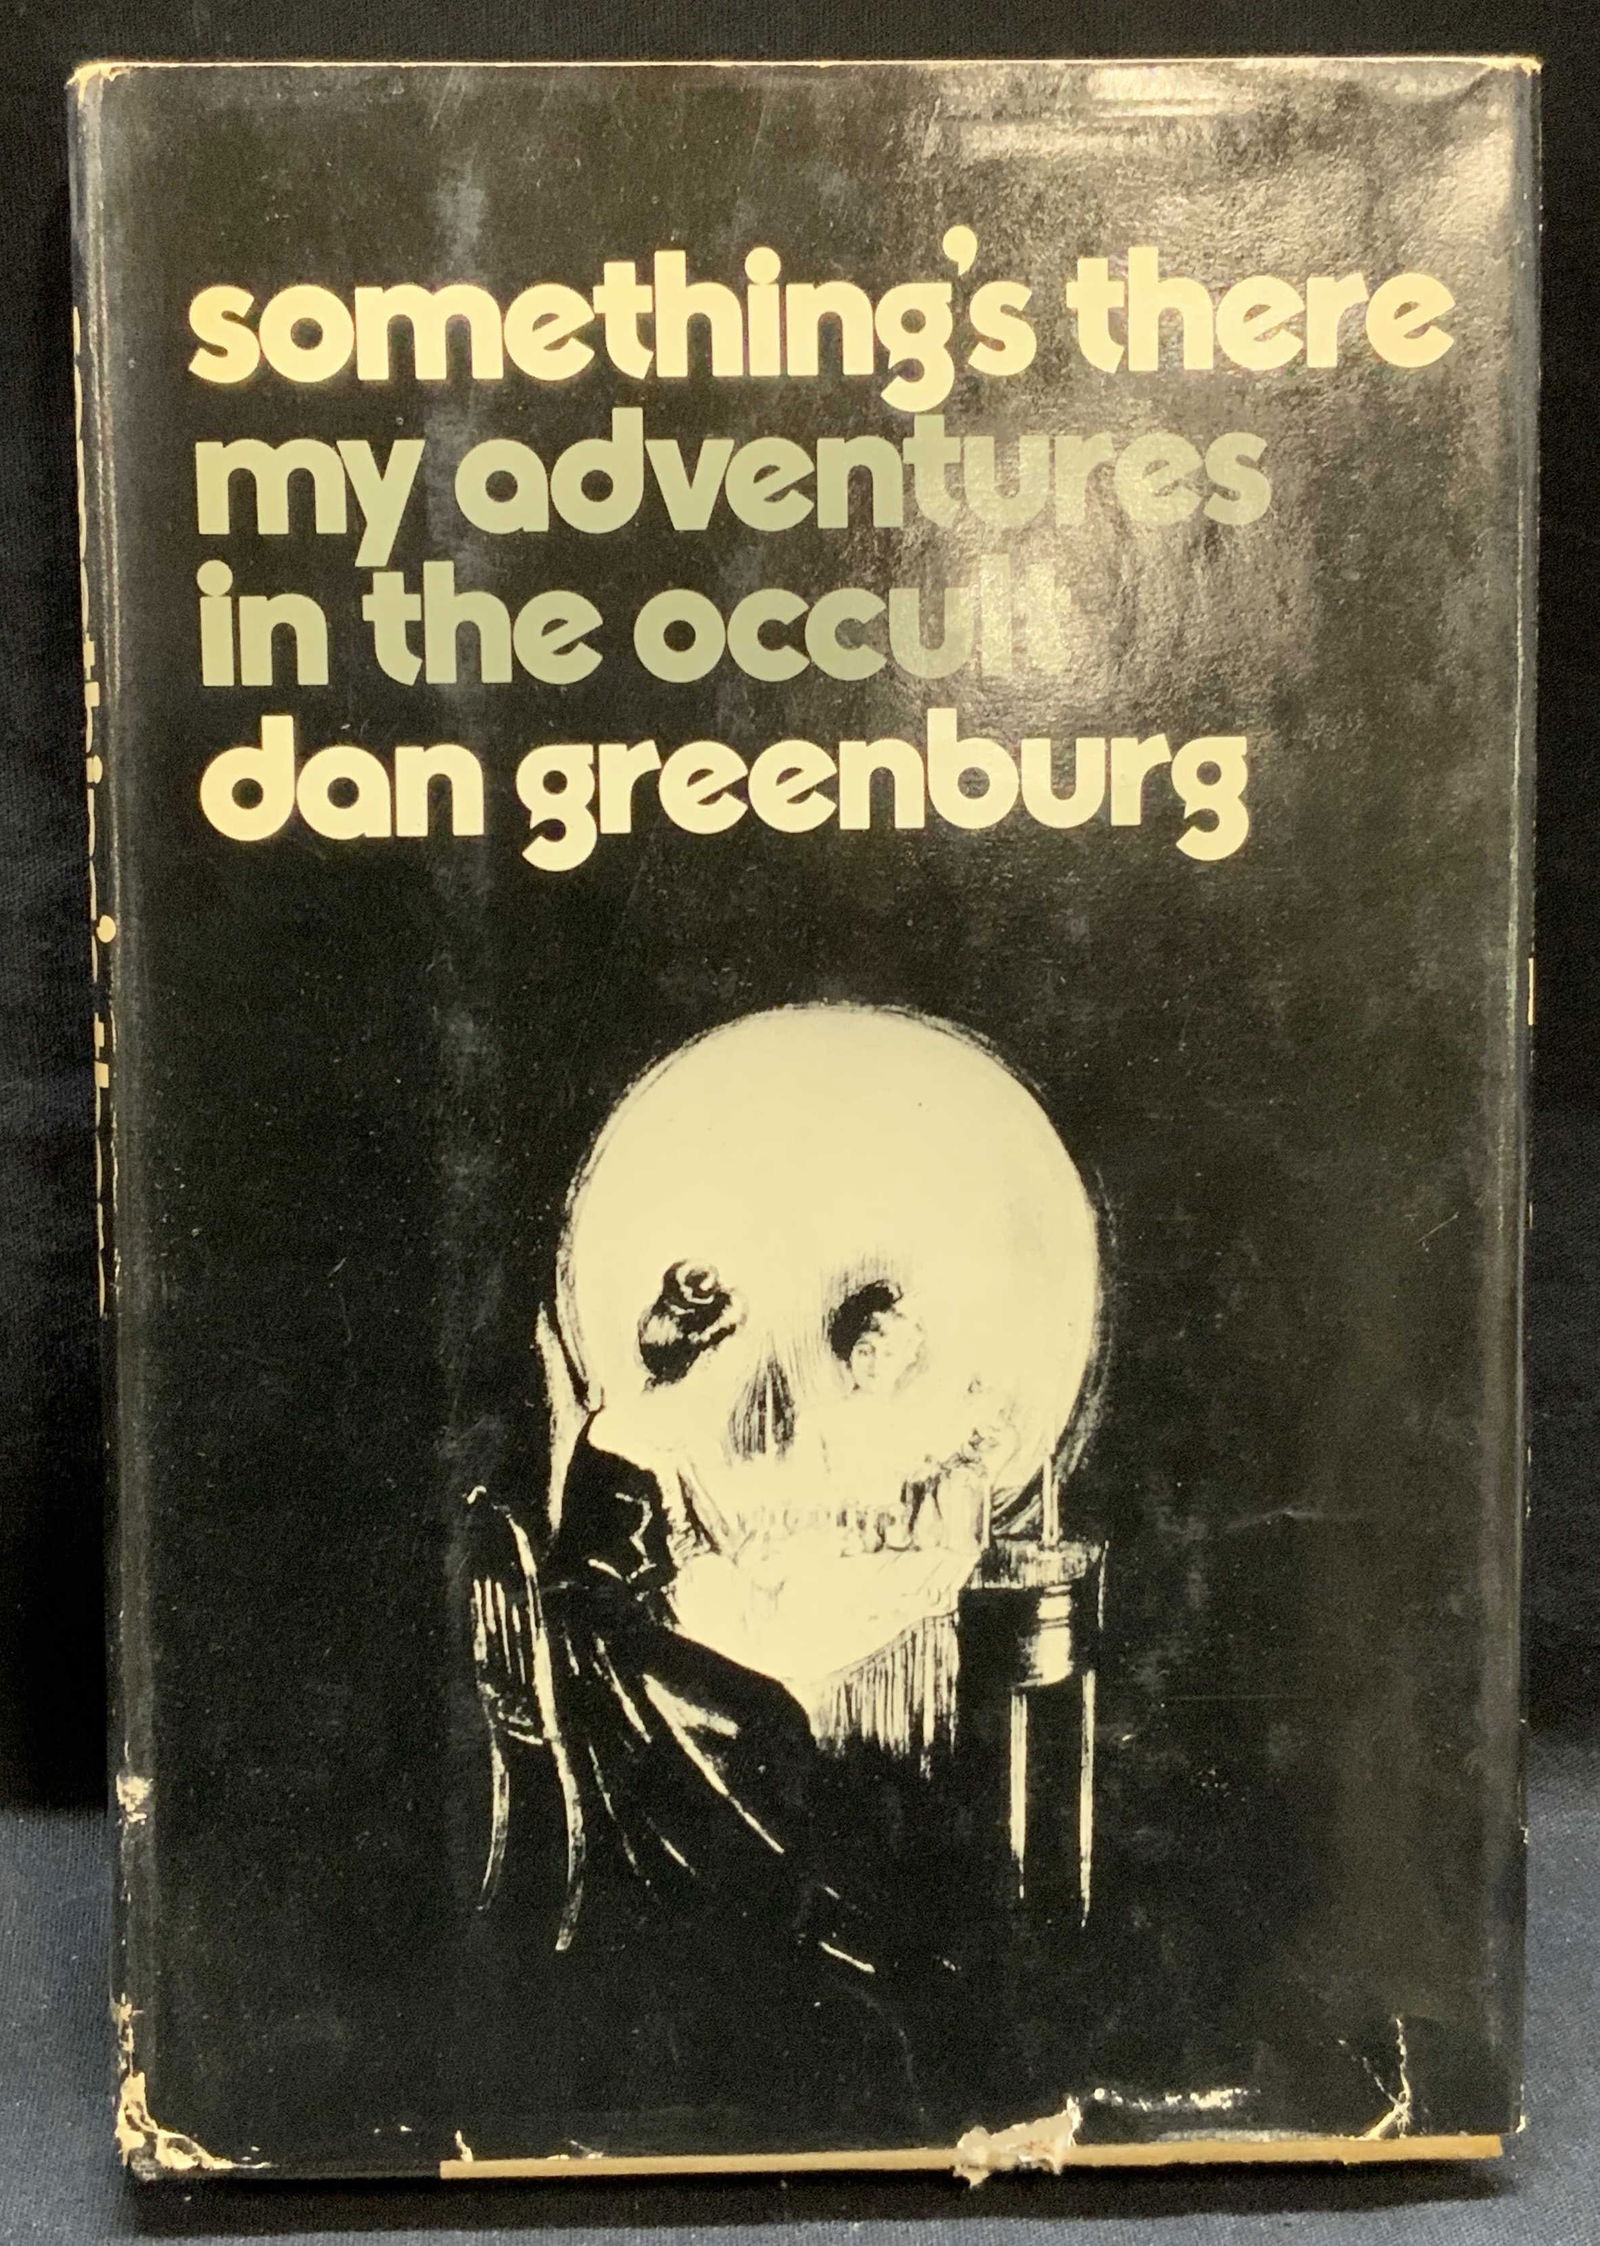 something's there
my adventures
in the occult
dan greenburg